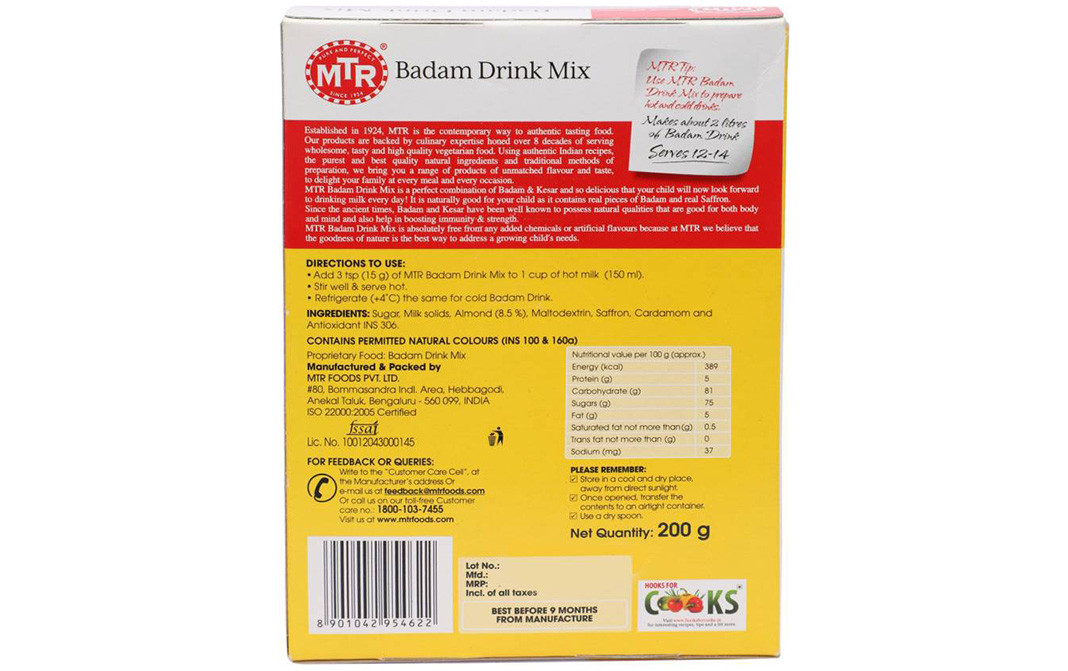 Badam Drink Mix
PURE AND PERFECT
MTR
SINCE 1924
®
Badam Drink Mix
MTR Tip:
Use MTR Badam
Drink Mix to prepare
hot and cold drinks.
Makes about 2 litres
of Badam Drink
Serves 12-14
Established in 1924, MTR is the contemporary way to authentic tasting food.
Our products are backed by culinary expertise honed over 8 decades of serving
wholesome, tasty and high quality vegetarian food. Using authentic Indian recipes,
the purest and best quality natural ingredients and traditional methods of
preparation, we bring you a range of products of unmatched flavour and taste,
to delight your family at every meal and every occasion.
MTR Badam Drink Mix is a perfect combination of Badam & Kesar and so delicious that your child will now look forward
to drinking milk every day! It is naturally good for your child as it contains real pieces of Badam and real Saffron.
Since the ancient times, Badam and Kesar have been well known to possess natural qualities that are good for both body
and mind and also help in boosting immunity & strength.
MTR Badam Drink Mix is absolutely free from any added chemicals or artificial flavours because at MTR we believe that
the goodness of nature is the best way to address a growing child's needs.
DIRECTIONS TO USE:
• Add 3 tsp (15 g) of MTR Badam Drink Mix to 1 cup of hot milk (150 ml).
• Stir well & serve hot.
• Refrigerate (+4°C) the same for cold Badam Drink.
INGREDIENTS: Sugar, Milk solids, Almond (8.5 %), Maltodextrin, Saffron, Cardamom and
Antioxidant INS 306.
CONTAINS PERMITTED NATURAL COLOURS (INS 100 & 160a)
Proprietary Food: Badam Drink Mix
Manufactured & Packed by
MTR FOODS PVT. LTD.
#80, Bommasandra Indl. Area, Hebbagodi,
Anekal Taluk, Bengaluru - 560 099, INDIA
ISO 22000:2005 Certified
fssai
Lic. No. 10012043000145
FOR FEEDBACK OR QUERIES:
Write to the "Customer Care Cell", at
the Manufacturer's address Or
e-mail us at feedback@mtrfoods.com
Or call us on our toll-free Customer
care no.: 1800-103-7455
Visit us at www.mtrfoods.com
Nutritional value per 100 g (approx.)
Energy (kcal) 389
Protein (g) 5
Carbohydrate (g) 81
Sugars (g) 75
Fat (g) 5
Saturated fat not more than(g) 0.5
Trans fat not more than (g) 0
Sodium (mg) 37
PLEASE REMEMBER:
Store in a cool and dry place,
away from direct sunlight.
Once opened, transfer the
contents to an airtight container.
Use a dry spoon.
Net Quantity: 200 g
8 901042 954622
Lot No.:
Mfd.:
MRP:
Incl. of all taxes
BEST BEFORE 9 MONTHS
FROM MANUFACTURE
HOOKS FOR
COOKS